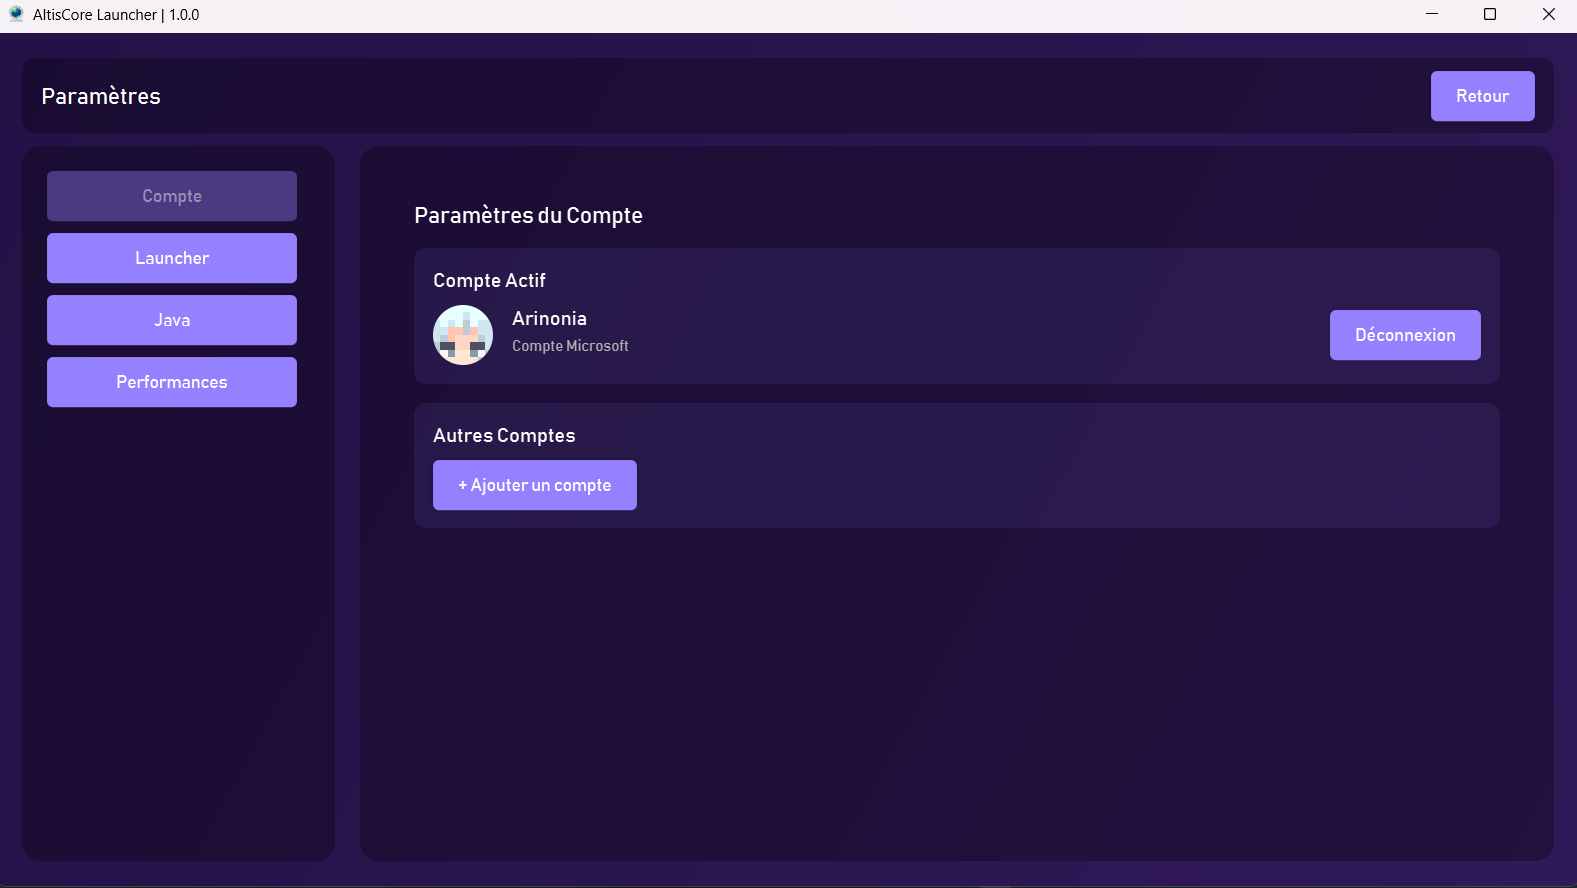 AltisCore Launcher | 1.0.0
Paramètres
Retour
Compte
Launcher
Java
Performances
Paramètres du Compte
Compte Actif
Arinonia
Compte Microsoft
Déconnexion
Autres Comptes
+ Ajouter un compte